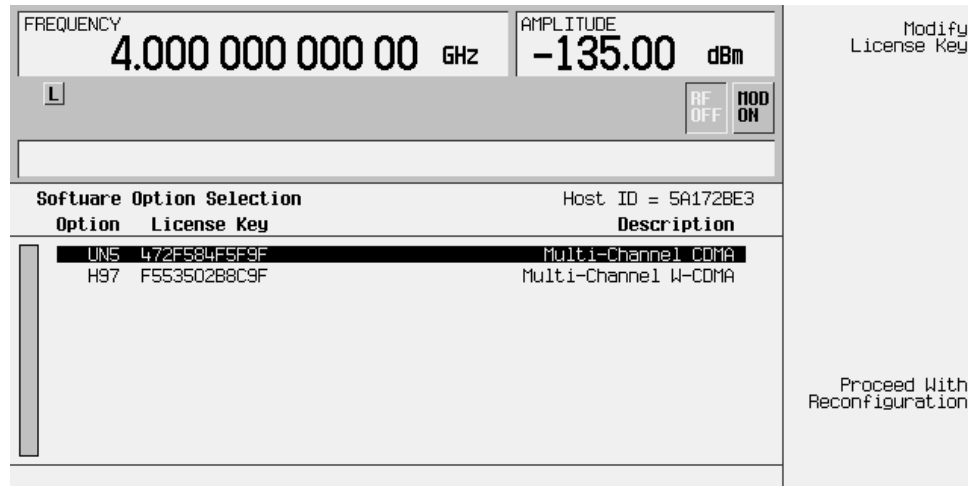 FREQUENCY
4.000 000 000 00 GHz
AMPLITUDE
-135.00 dBm
L
RF OFF
MOD ON
Software Option Selection
Host ID = 5A172BE3
Option License Key Description
UN5 472F584F5F9F Multi-Channel CDMA
H97 F553502B8C9F Multi-Channel W-CDMA
Modify
License Key
Proceed With
Reconfiguration